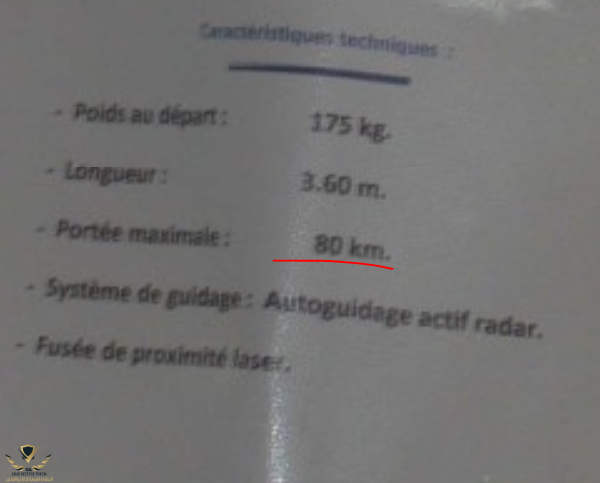 Caractéristiques techniques :
- Poids au départ : 175 kg.
- Longueur : 3.60 m.
- Portée maximale : 80 km.
- Système de guidage : Autoguidage actif radar.
- Fusée de proximité laser.